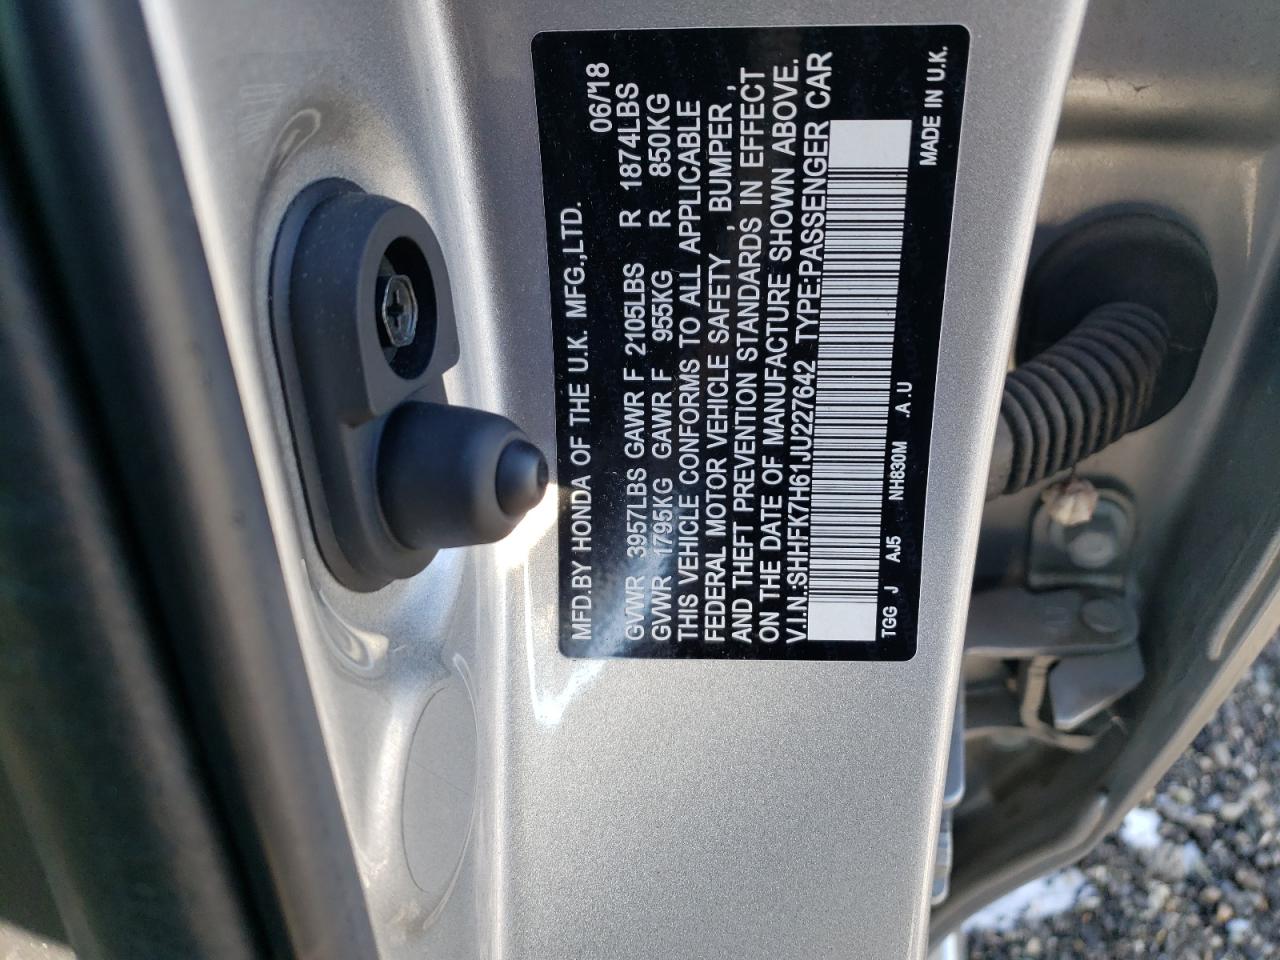 MFD.BY HONDA OF THE U.K. MFG.,LTD. 06/18
GVWR 3957LBS GAWR F 2105LBS R 1874LBS
GVWR 1795KG GAWR F 955KG R 850KG
THIS VEHICLE CONFORMS TO ALL APPLICABLE
FEDERAL MOTOR VEHICLE SAFETY , BUMPER ,
AND THEFT PREVENTION STANDARDS IN EFFECT
ON THE DATE OF MANUFACTURE SHOWN ABOVE.
V.I.N.:SHHFK7H61JU227642 TYPE:PASSENGER CAR
TGG J AJ5 NH830M .A.U
MADE IN U.K.